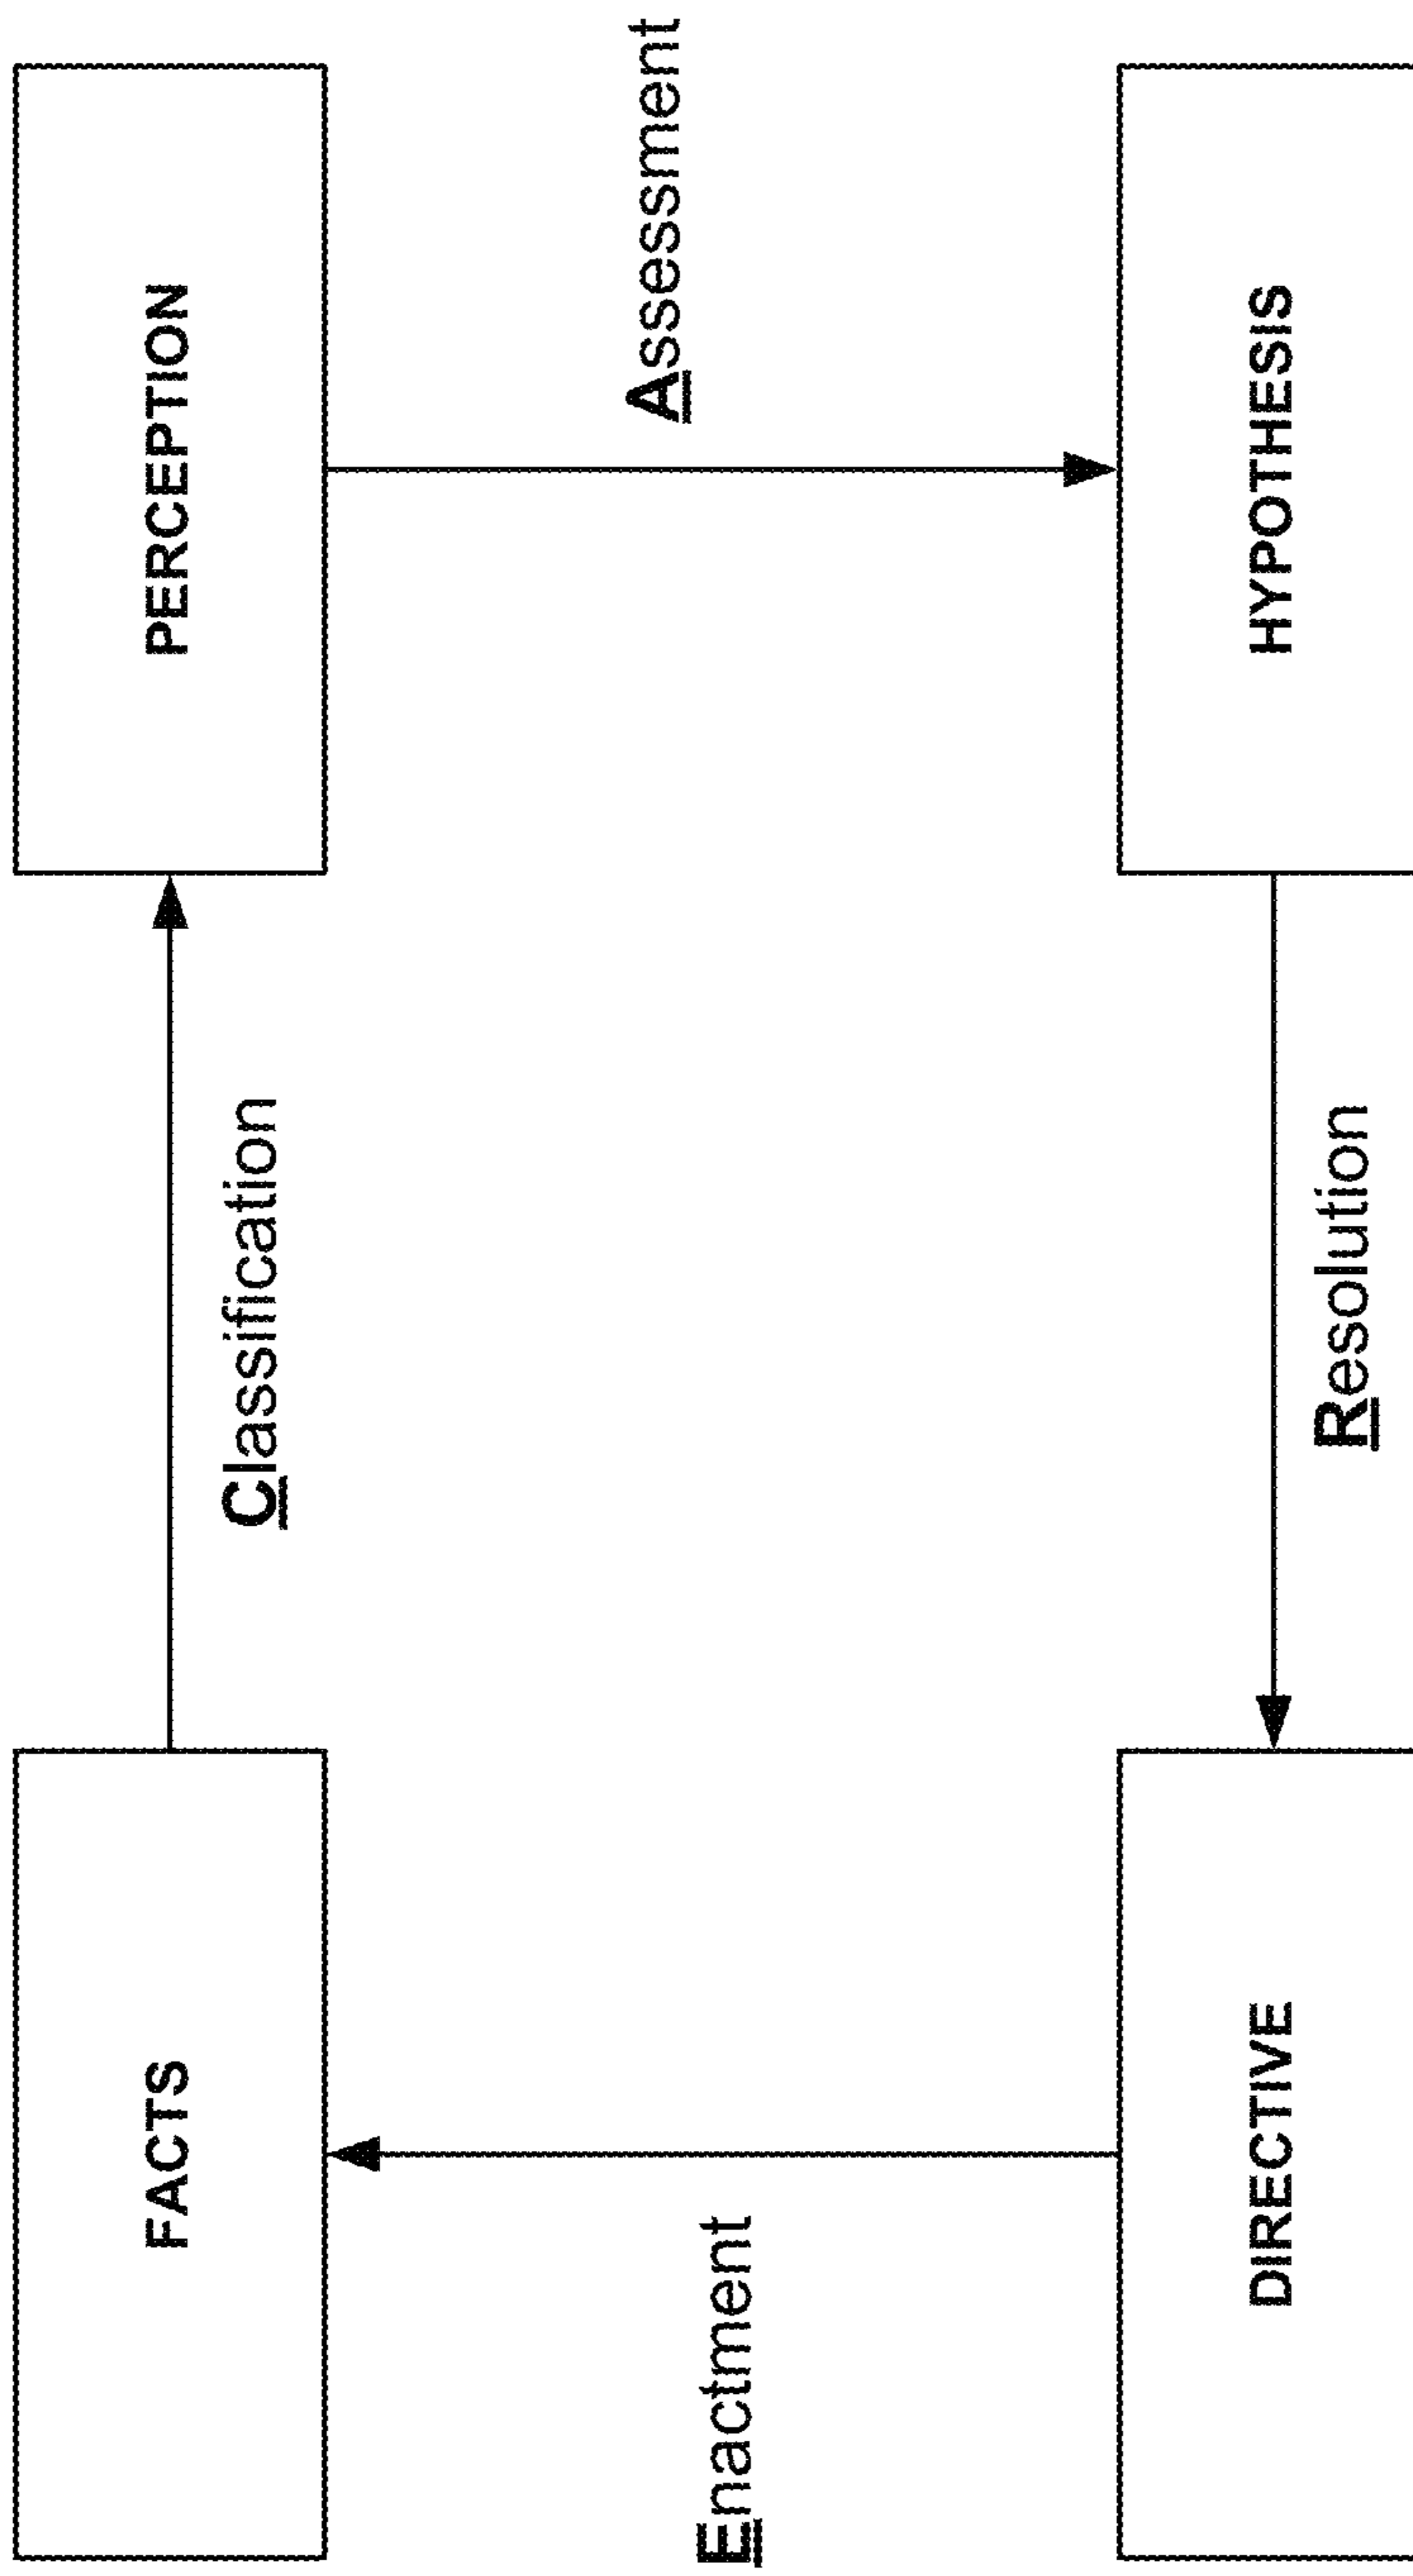 FACTS
Classification
PERCEPTION
Enactment
Assessment
DIRECTIVE
Resolution
HYPOTHESIS